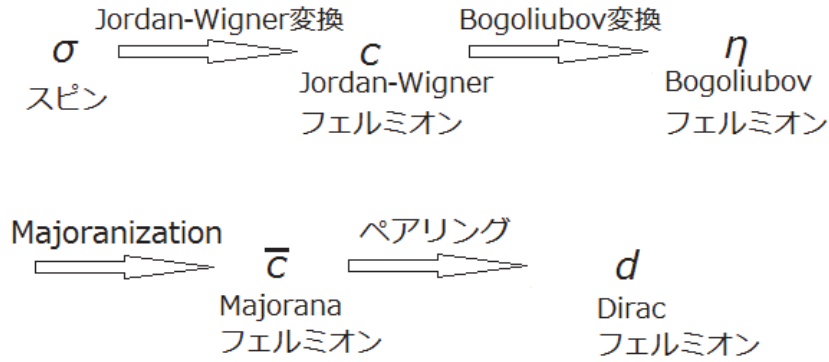 Jordan-Wigner変換 Bogoliubov変換
σ c η
スピン Jordan-Wigner Bogoliubov
フェルミオン フェルミオン
Majoranization ペアリング
c̅ d
Majorana Dirac
フェルミオン フェルミオン